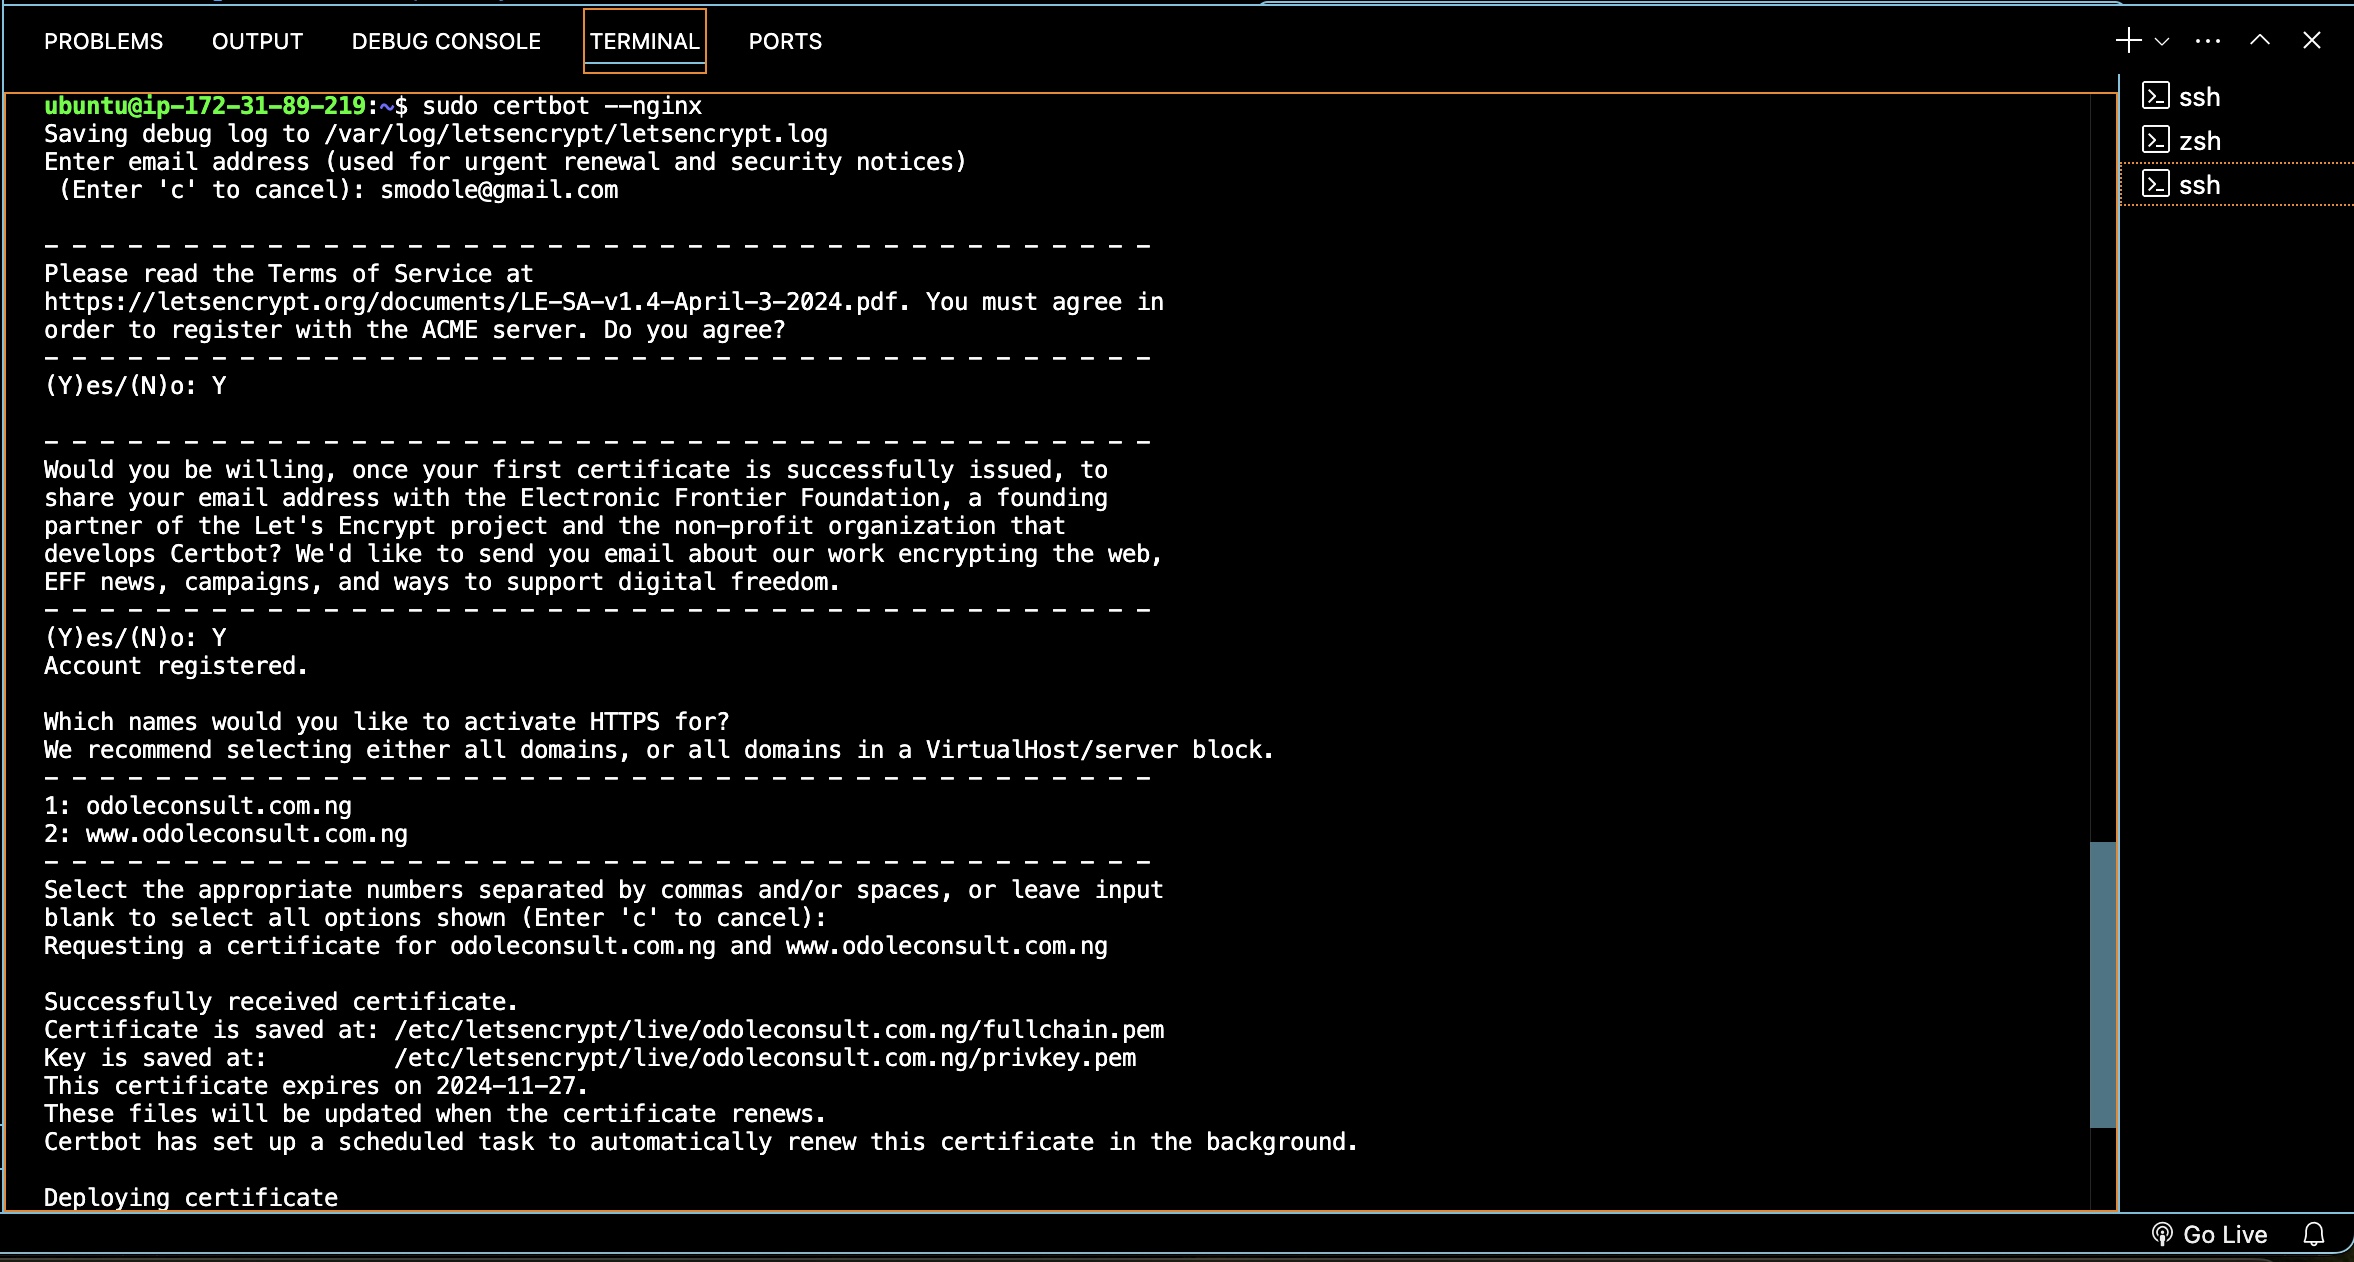 PROBLEMS OUTPUT DEBUG CONSOLE TERMINAL PORTS
ubuntu@ip-172-31-89-219:~$ sudo certbot --nginx
Saving debug log to /var/log/letsencrypt/letsencrypt.log
Enter email address (used for urgent renewal and security notices)
(Enter 'c' to cancel): smodole@gmail.com
- - - - - - - - - - - - - - - - - - - - - - - - - - - - - - - - - - - - - - - -
Please read the Terms of Service at
https://letsencrypt.org/documents/LE-SA-v1.4-April-3-2024.pdf. You must agree in
order to register with the ACME server. Do you agree?
- - - - - - - - - - - - - - - - - - - - - - - - - - - - - - - - - - - - - - - -
(Y)es/(N)o: Y
- - - - - - - - - - - - - - - - - - - - - - - - - - - - - - - - - - - - - - - -
Would you be willing, once your first certificate is successfully issued, to
share your email address with the Electronic Frontier Foundation, a founding
partner of the Let's Encrypt project and the non-profit organization that
develops Certbot? We'd like to send you email about our work encrypting the web,
EFF news, campaigns, and ways to support digital freedom.
- - - - - - - - - - - - - - - - - - - - - - - - - - - - - - - - - - - - - - - -
(Y)es/(N)o: Y
Account registered.
Which names would you like to activate HTTPS for?
We recommend selecting either all domains, or all domains in a VirtualHost/server block.
- - - - - - - - - - - - - - - - - - - - - - - - - - - - - - - - - - - - - - - -
1: odoleconsult.com.ng
2: www.odoleconsult.com.ng
- - - - - - - - - - - - - - - - - - - - - - - - - - - - - - - - - - - - - - - -
Select the appropriate numbers separated by commas and/or spaces, or leave input
blank to select all options shown (Enter 'c' to cancel):
Requesting a certificate for odoleconsult.com.ng and www.odoleconsult.com.ng
Successfully received certificate.
Certificate is saved at: /etc/letsencrypt/live/odoleconsult.com.ng/fullchain.pem
Key is saved at: /etc/letsencrypt/live/odoleconsult.com.ng/privkey.pem
This certificate expires on 2024-11-27.
These files will be updated when the certificate renews.
Certbot has set up a scheduled task to automatically renew this certificate in the background.
Deploying certificate
ssh
zsh
ssh
Go Live